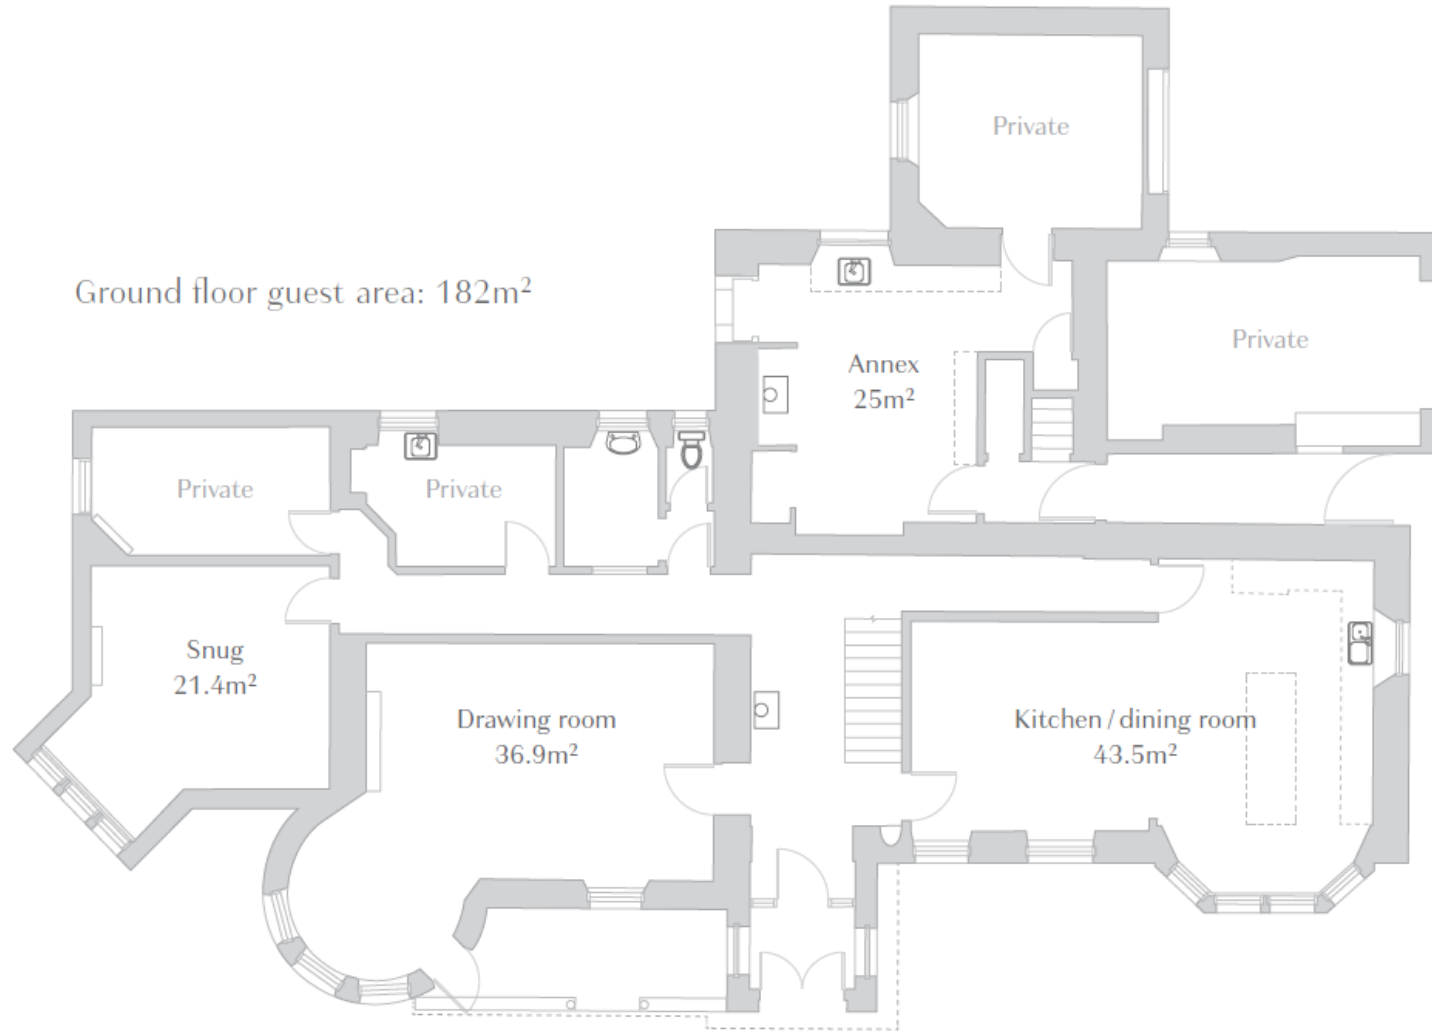 Private
Ground floor guest area: 182m²
Private
Annex
25m²
Private
Private
Snug
21.4m²
Drawing room
36.9m²
Kitchen / dining room
43.5m²